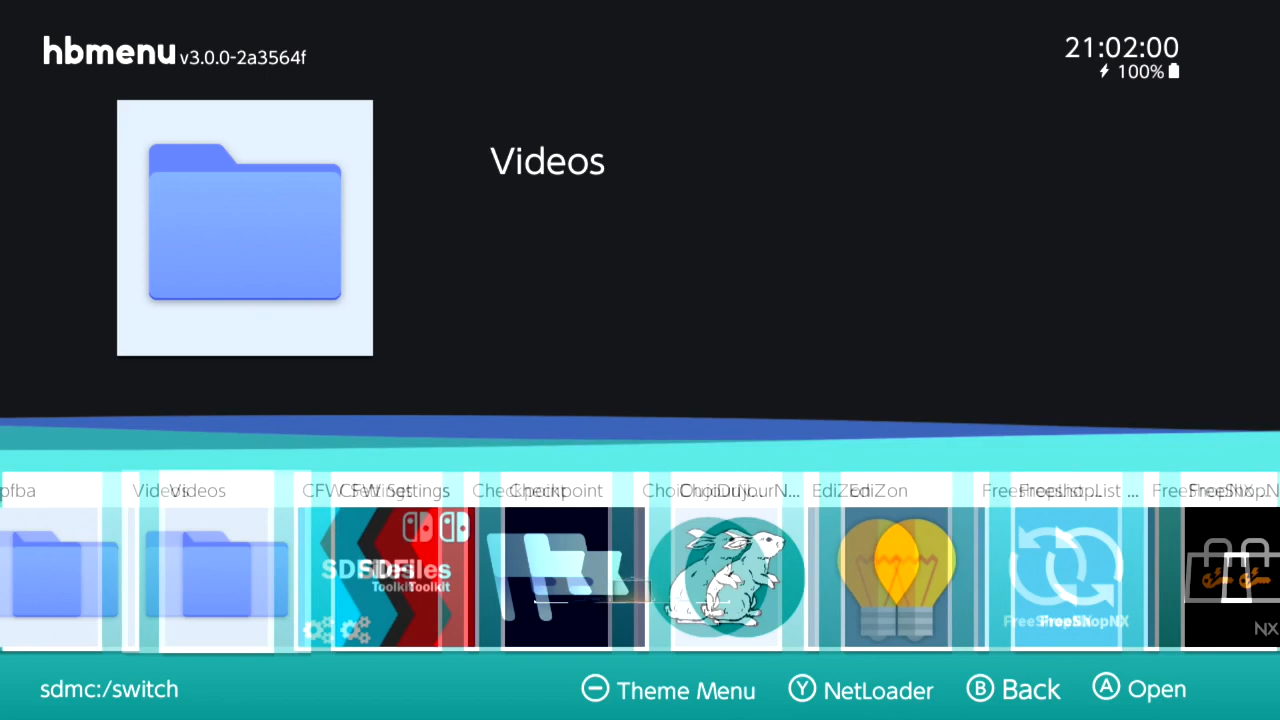 hbmenu v3.0.0-2a3564f
21:02:00
100%
Videos
pfba
Videos
CFW Settings
Checkpoint
EdiZon
SDFiles
Toolkit
FreeShopNX
NX
sdmc:/switch
Theme Menu
Y NetLoader
B Back
A Open